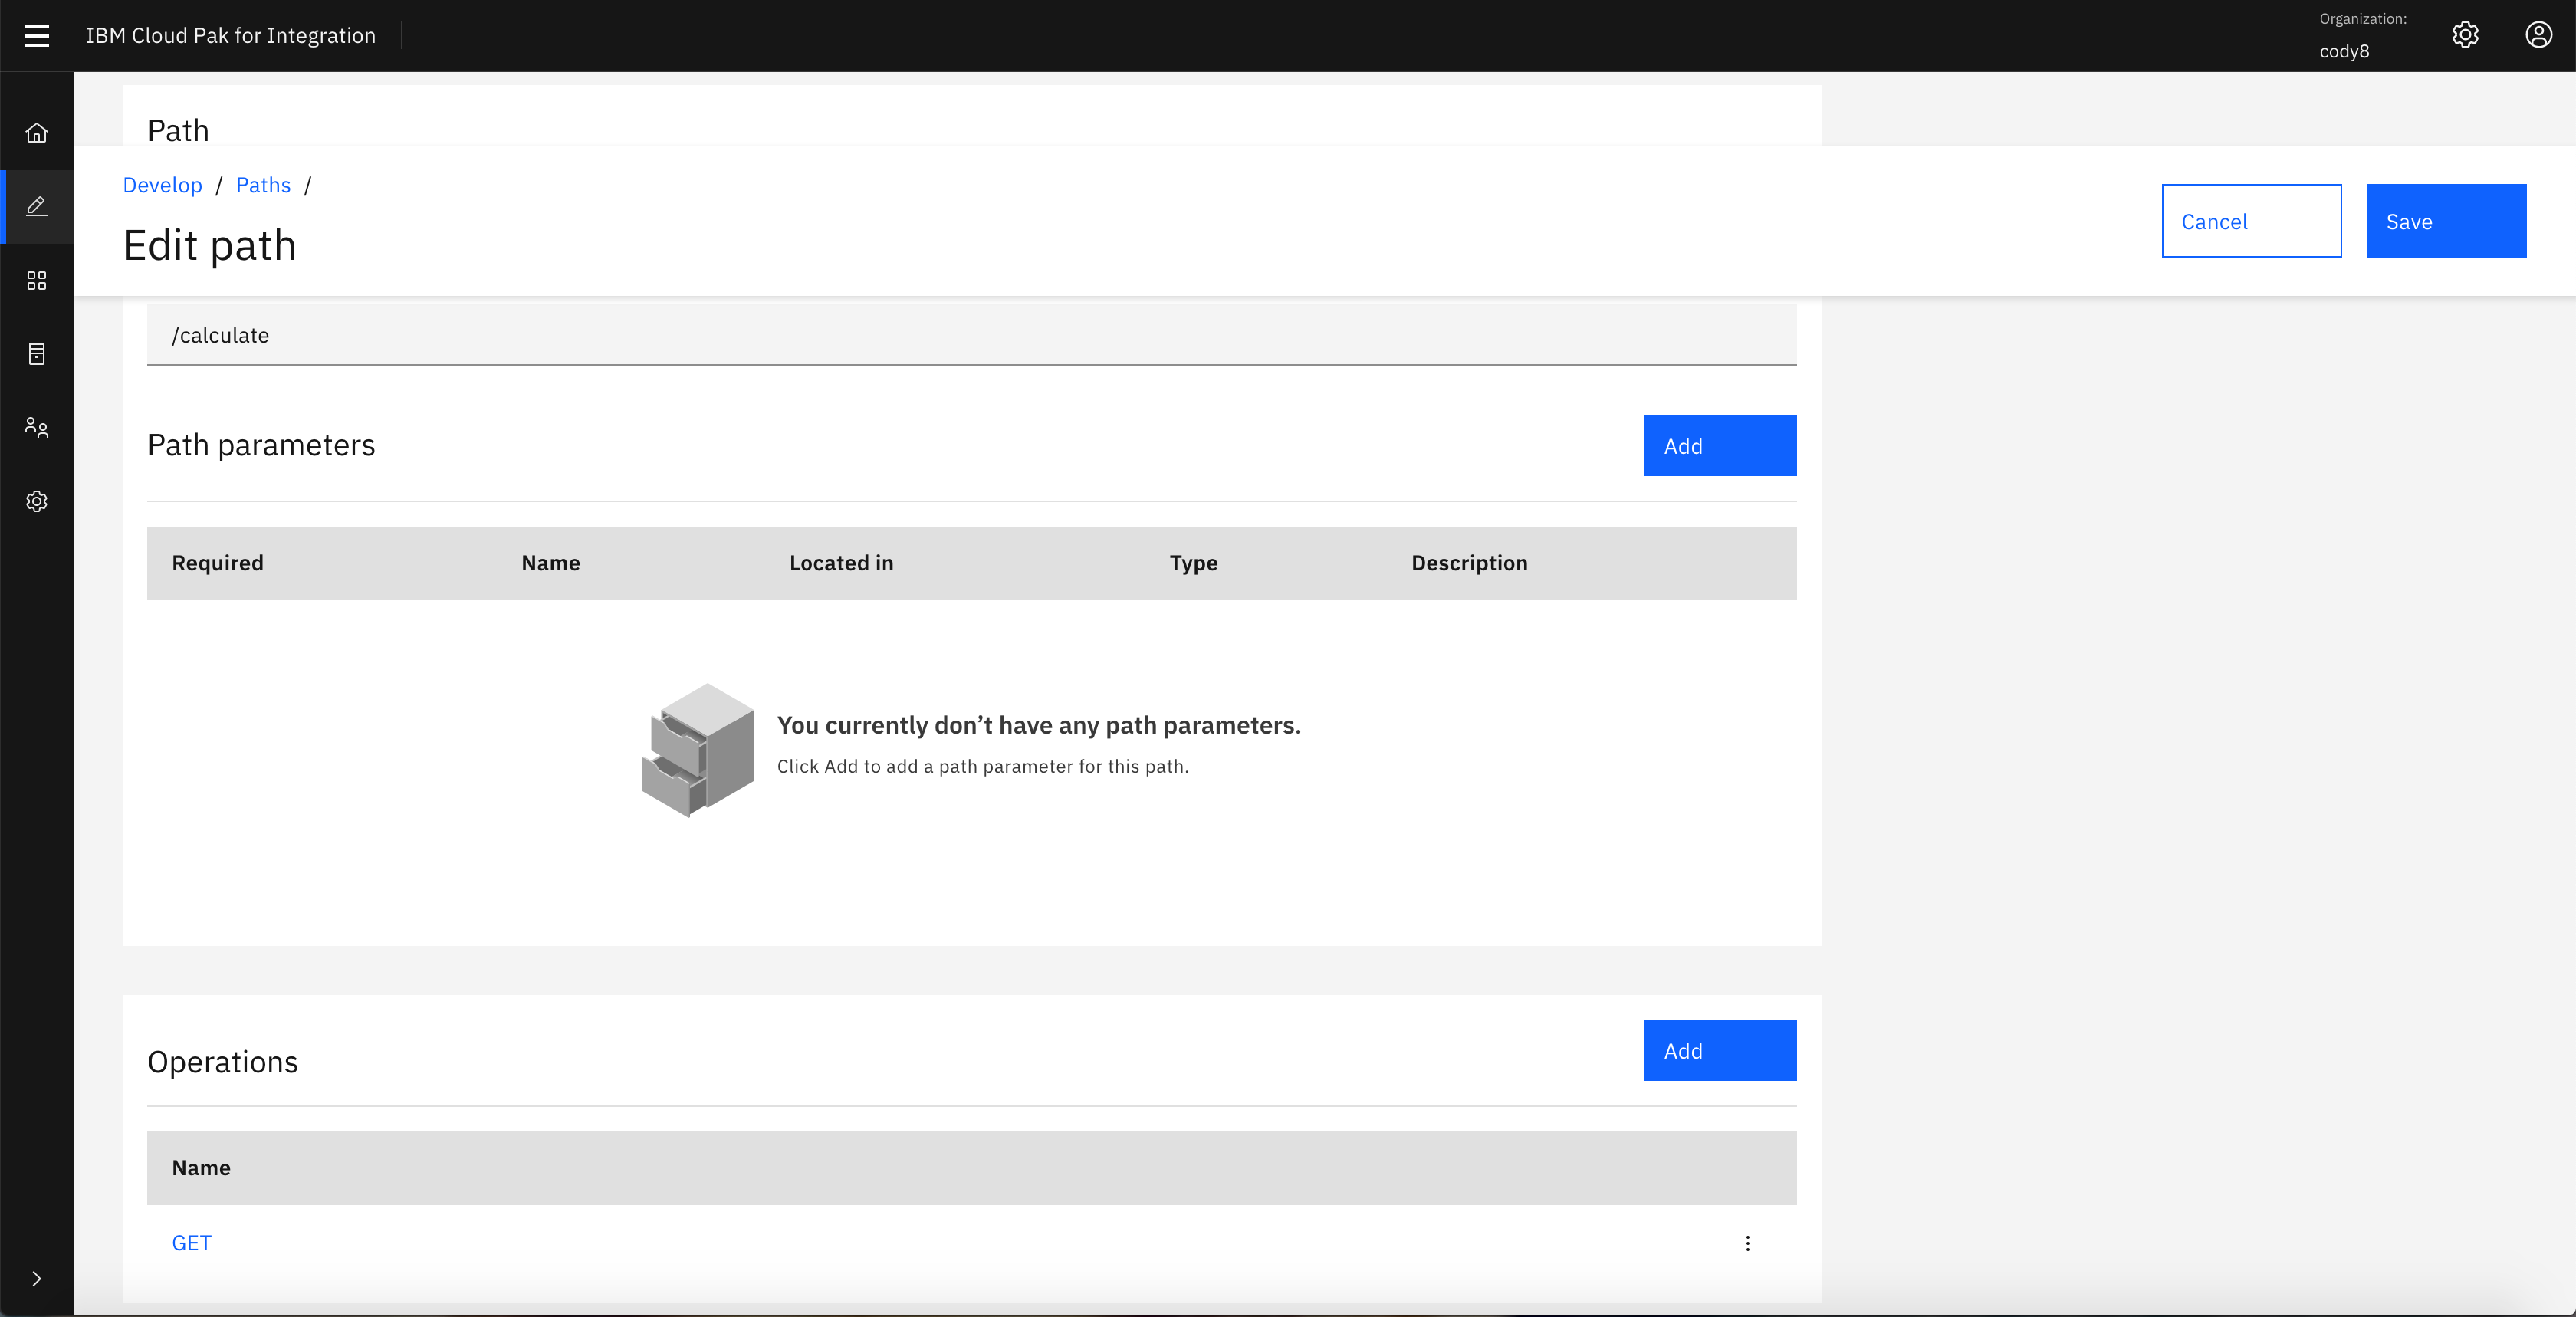 IBM Cloud Pak for Integration
Organization:
cody8
Path
Develop / Paths /
Edit path
Cancel
Save
/calculate
Path parameters
Add
Required Name Located in Type Description
You currently don’t have any path parameters.
Click Add to add a path parameter for this path.
Operations
Add
Name
GET